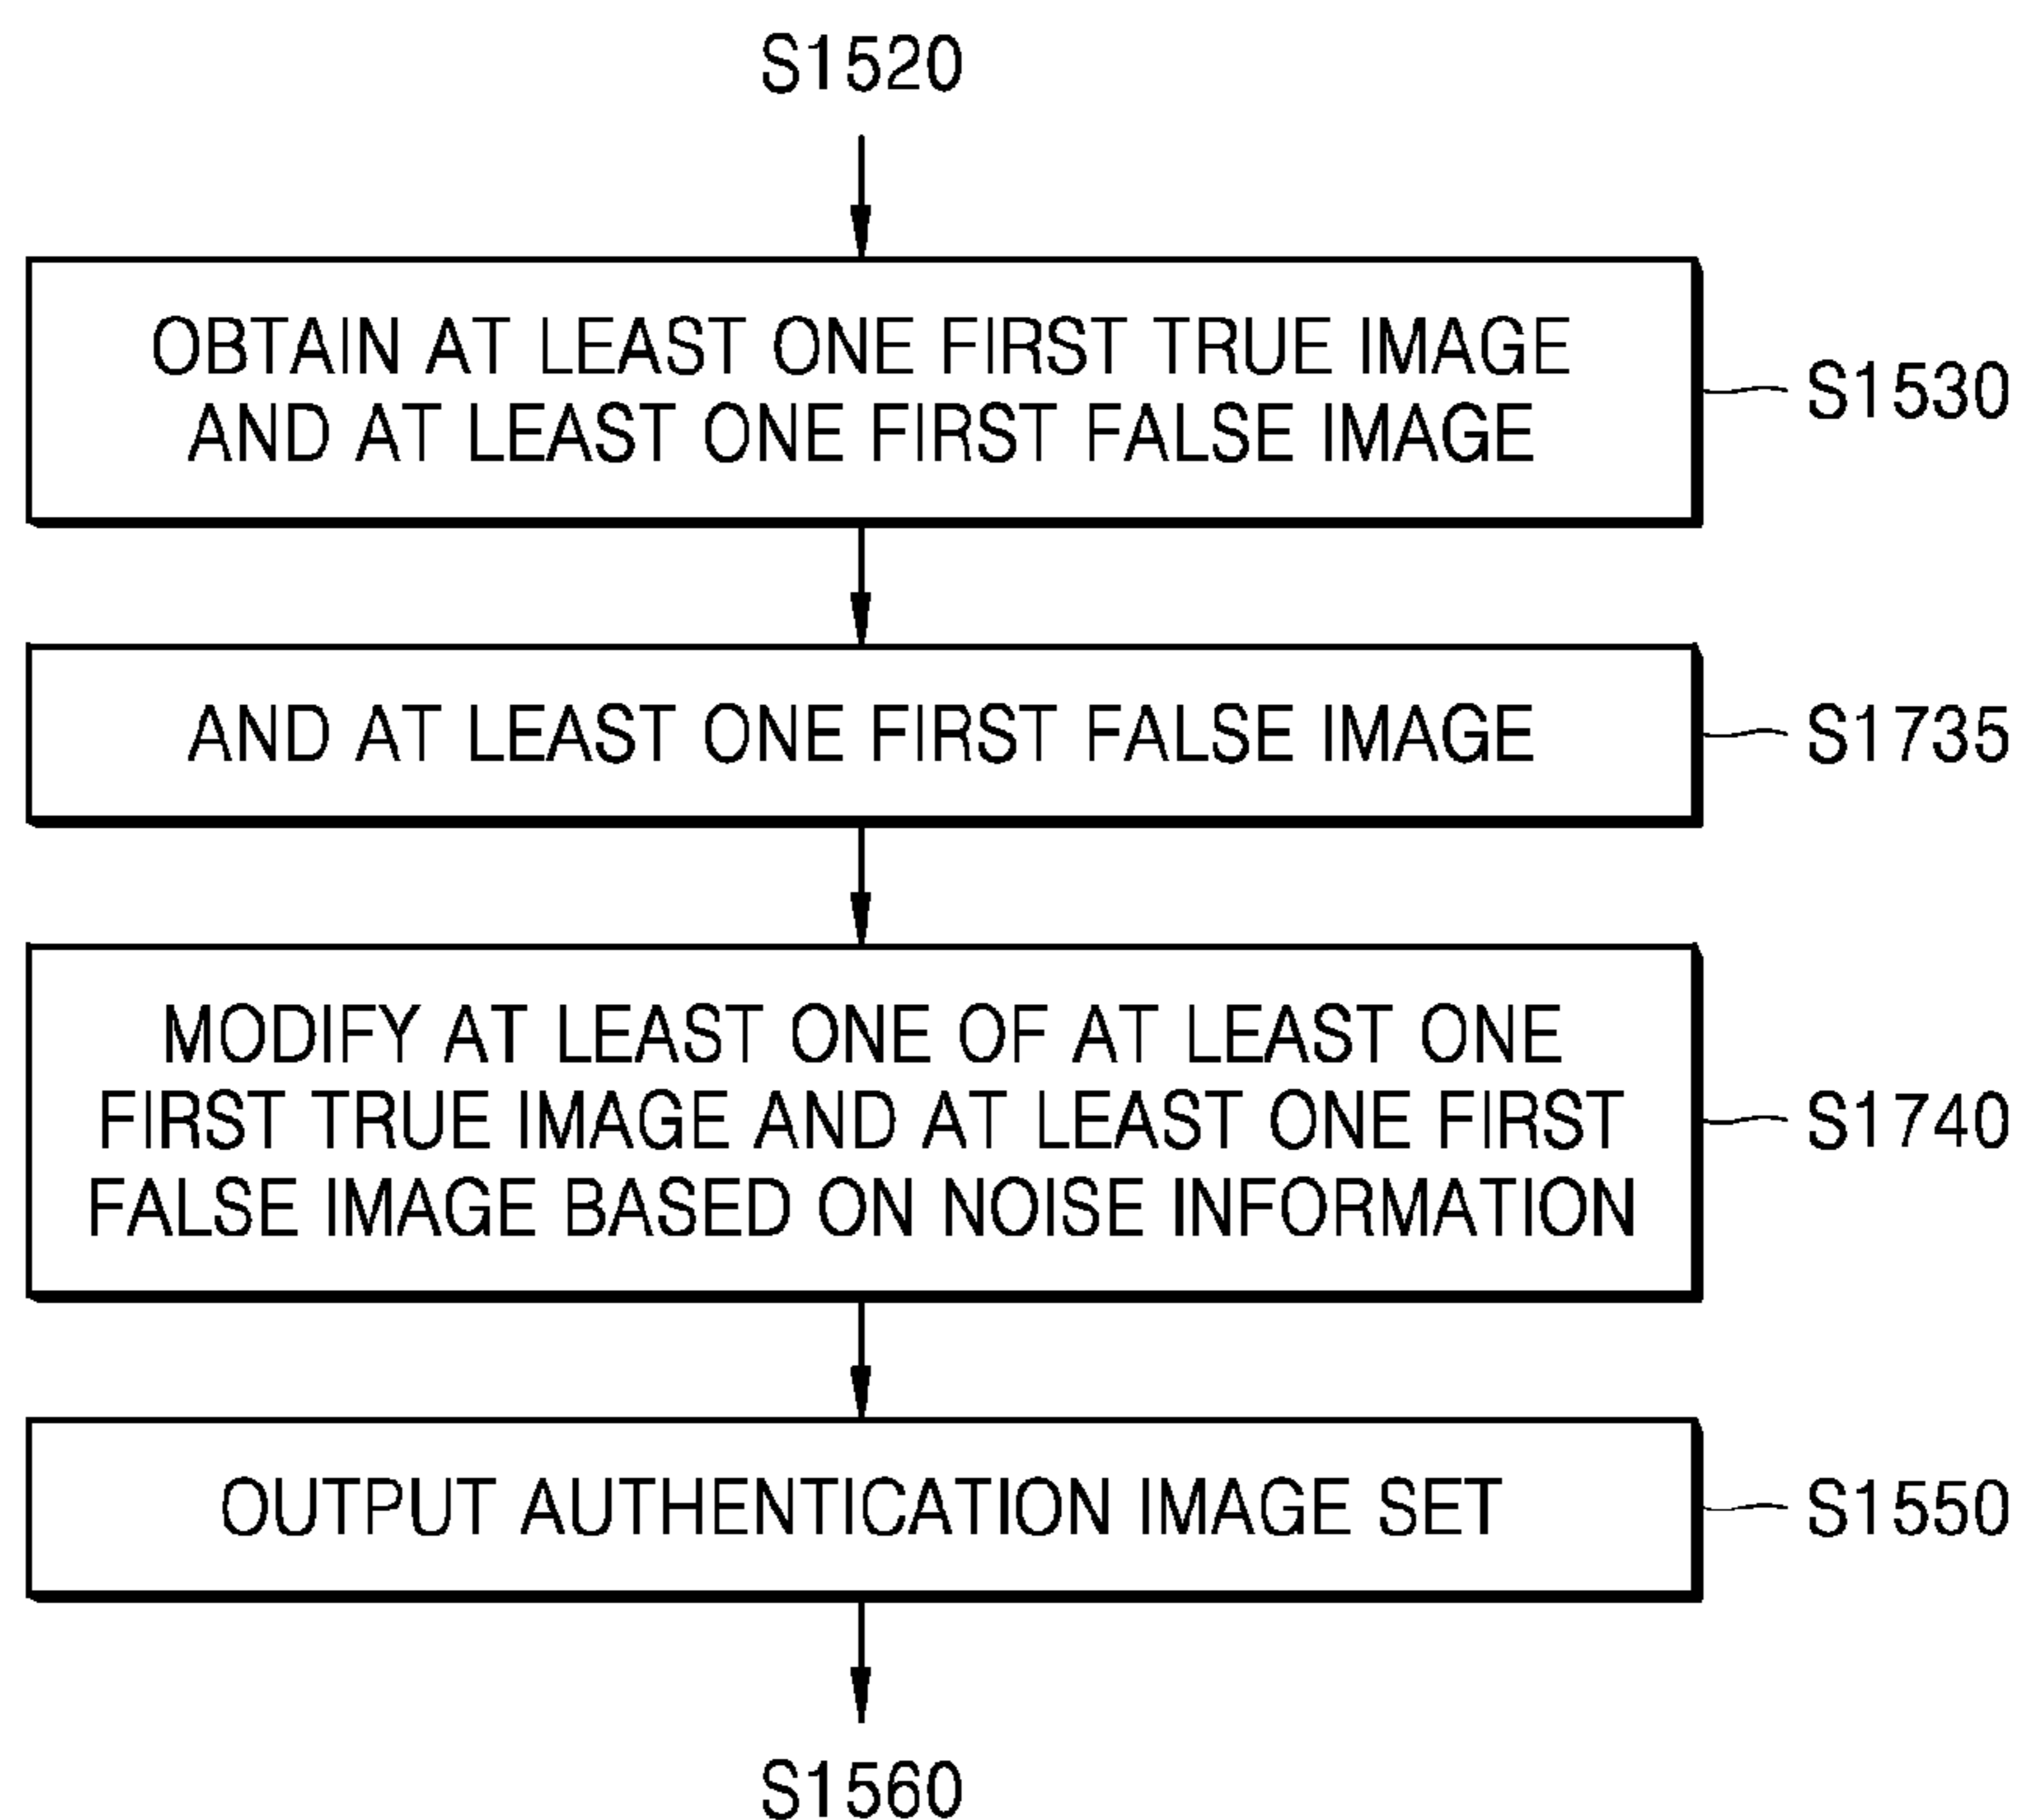 S1520
OBTAIN AT LEAST ONE FIRST TRUE IMAGE
AND AT LEAST ONE FIRST FALSE IMAGE
S1530
AND AT LEAST ONE FIRST FALSE IMAGE
S1735
MODIFY AT LEAST ONE OF AT LEAST ONE
FIRST TRUE IMAGE AND AT LEAST ONE FIRST
FALSE IMAGE BASED ON NOISE INFORMATION
S1740
OUTPUT AUTHENTICATION IMAGE SET
S1550
S1560